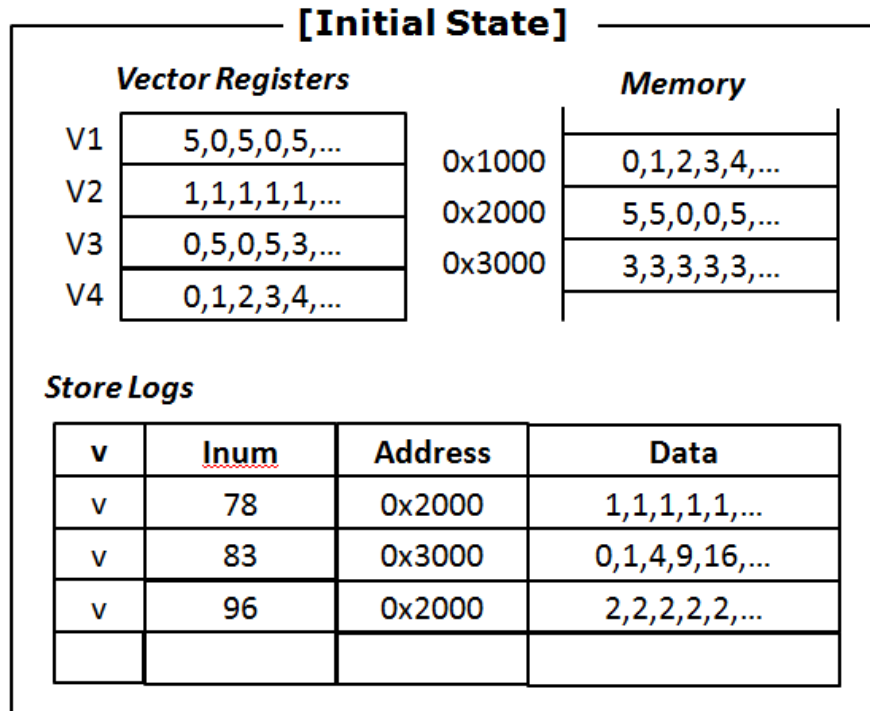 [Initial State]
Vector Registers
V1 5,0,5,0,5,...
V2 1,1,1,1,1,...
V3 0,5,0,5,3,...
V4 0,1,2,3,4,...
Memory
0x1000 0,1,2,3,4,...
0x2000 5,5,0,0,5,...
0x3000 3,3,3,3,3,...
Store Logs
v Inum Address Data
v 78 0x2000 1,1,1,1,1,...
v 83 0x3000 0,1,4,9,16,...
v 96 0x2000 2,2,2,2,2,...